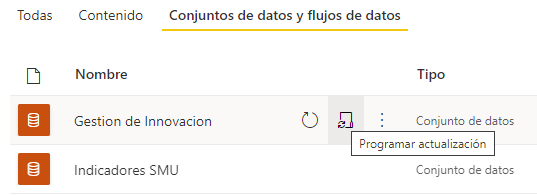 Todas Contenido Conjuntos de datos y flujos de datos
Nombre Tipo
Gestion de Innovacion Conjunto de datos
Programar actualización
Indicadores SMU Conjunto de datos